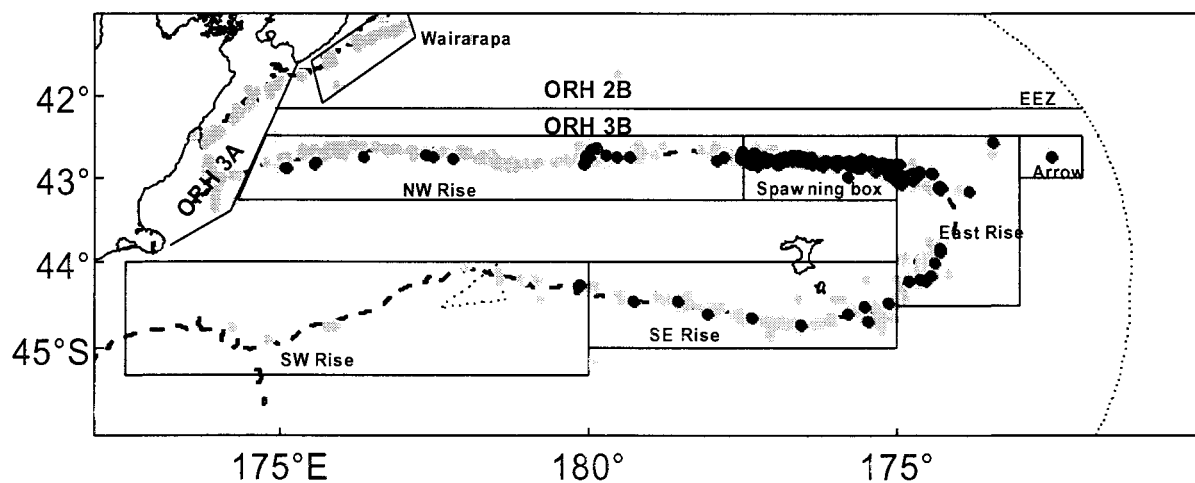 Wairarapa
42°
ORH 2B
EEZ
ORH 3B
ORH 3A
43°
NW Rise
Spawning box
Arrow
East Rise
44°
45°S
SW Rise
SE Rise
175°E
180°
175°